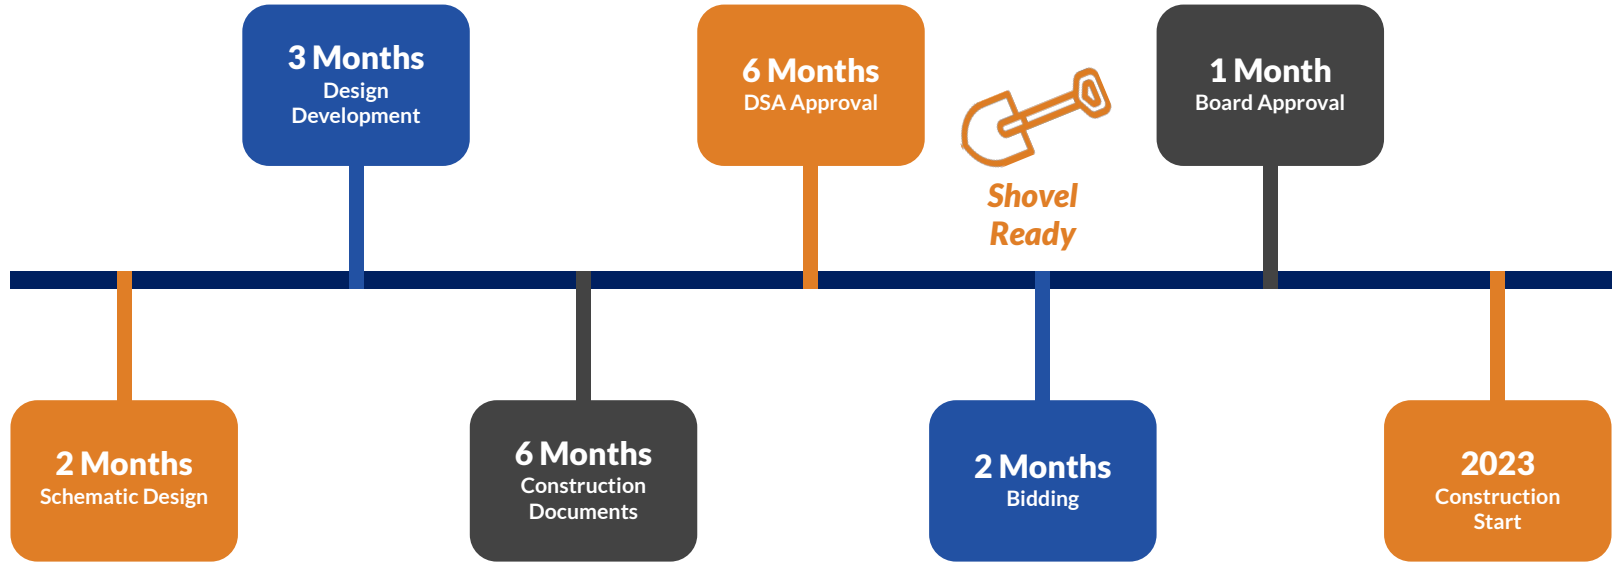 2 Months
Schematic Design
3 Months
Design
Development
6 Months
Construction
Documents
6 Months
DSA Approval
Shovel
Ready
2 Months
Bidding
1 Month
Board Approval
2023
Construction
Start